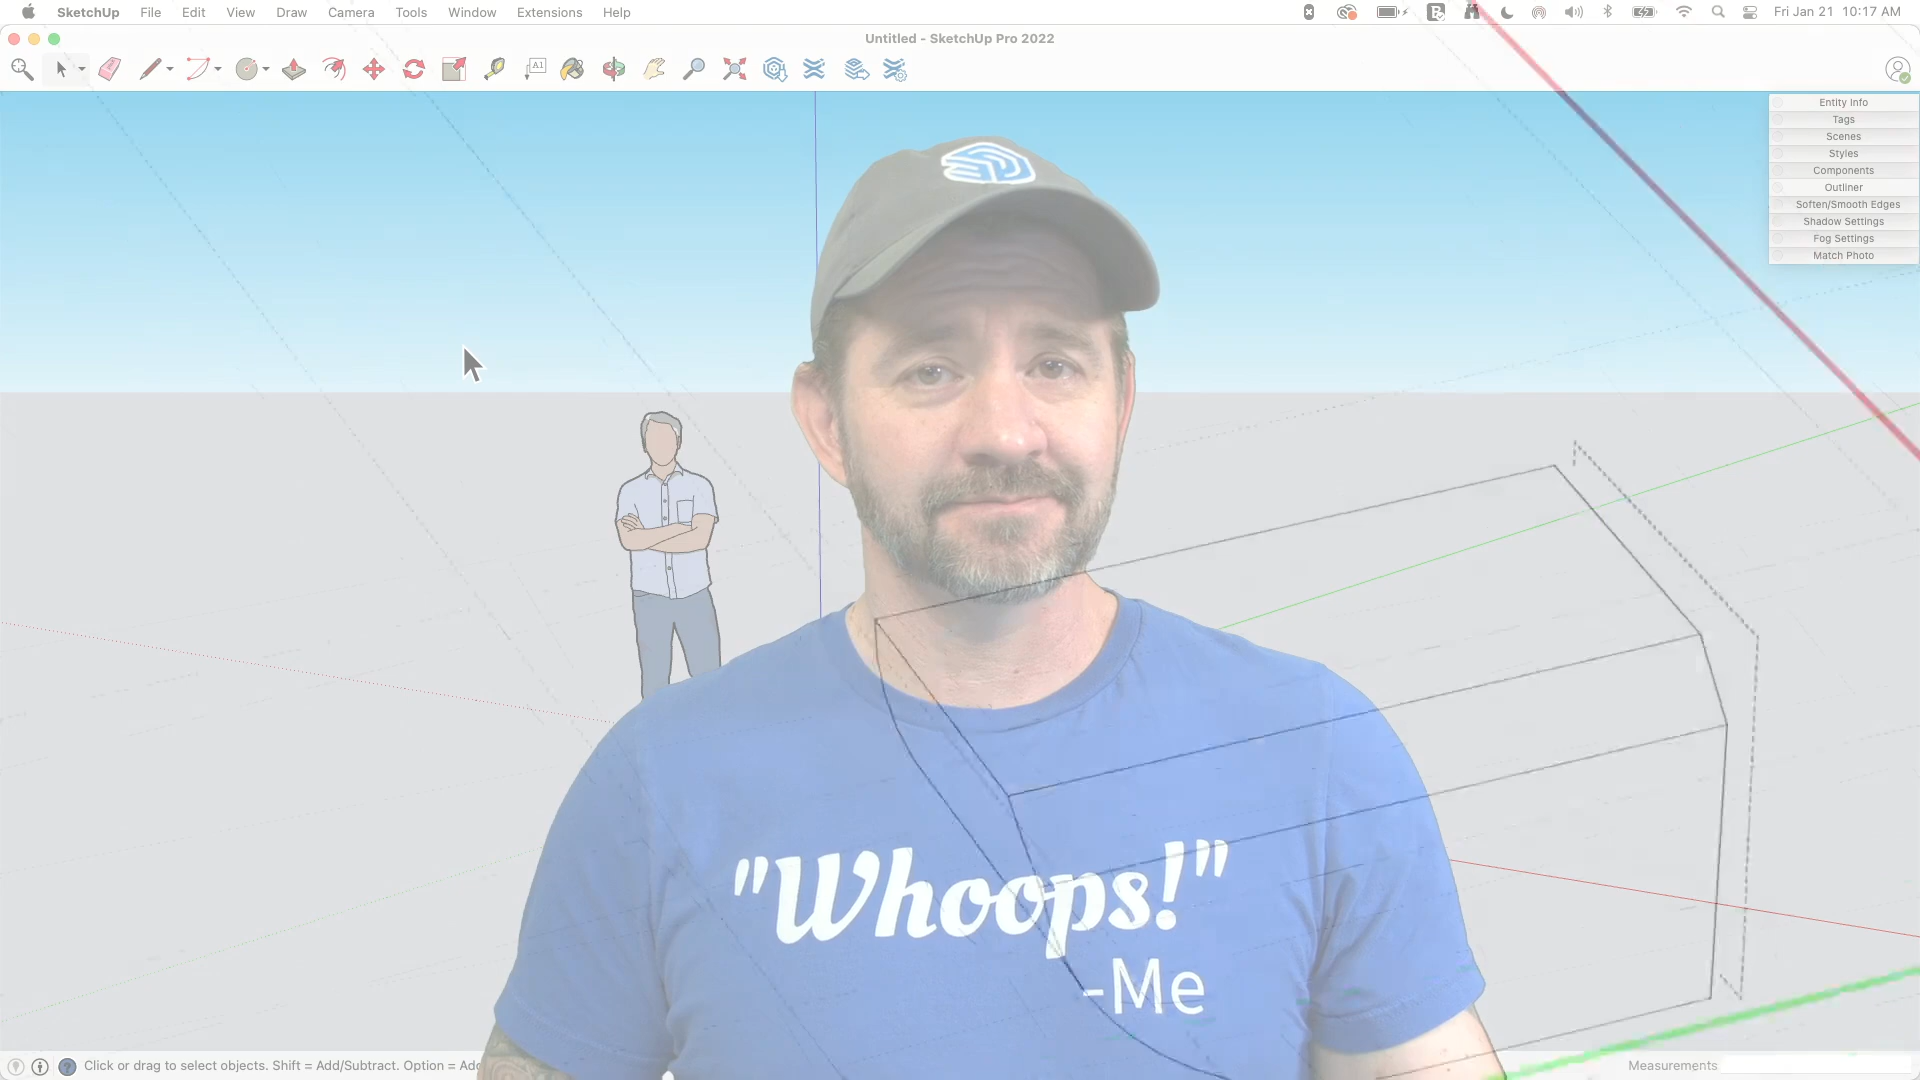 SketchUp File Edit View Draw Camera Tools Window Extensions Help Fri Jan 21 10:17 AM
Untitled - SketchUp Pro 2022
A1
Entity Info
Tags
Scenes
Styles
Components
Outliner
Soften/Smooth Edges
Shadow Settings
Fog Settings
Match Photo
"Whoops!"
-Me
Click or drag to select objects. Shift = Add/Subtract. Option = Add
Measurements